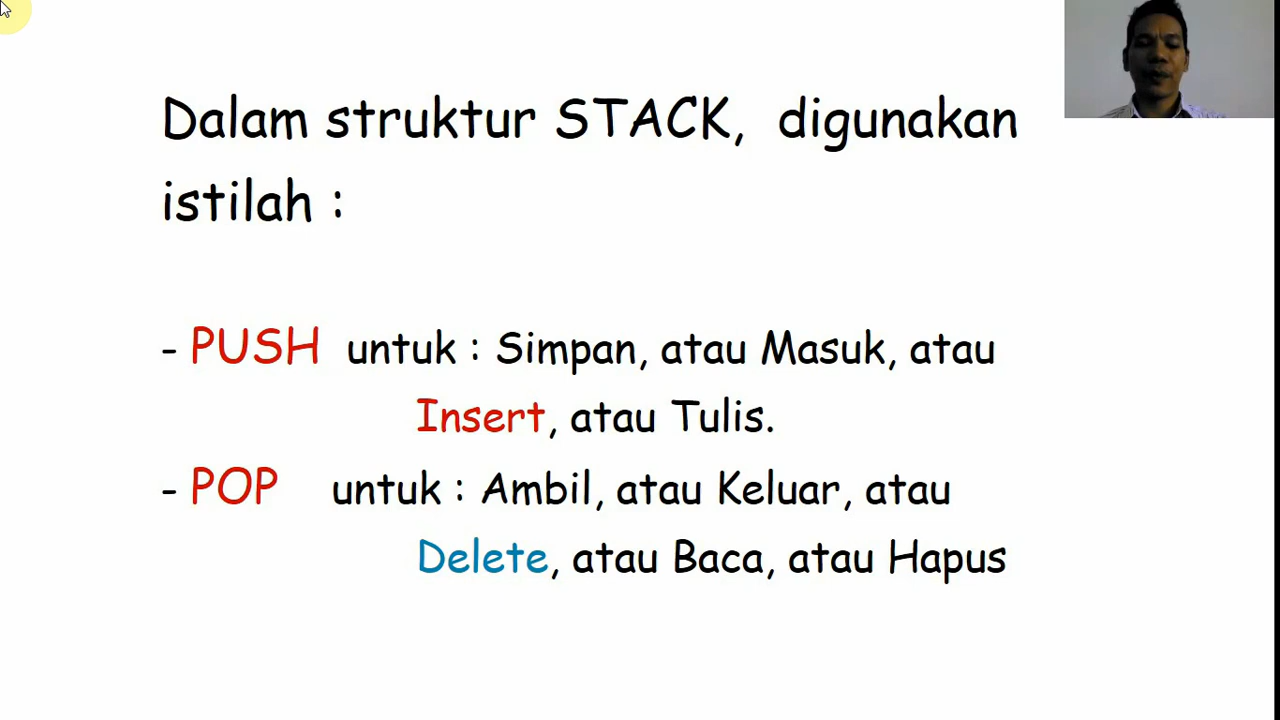 Dalam struktur STACK, digunakan
istilah :
- PUSH untuk : Simpan, atau Masuk, atau
Insert, atau Tulis.
- POP untuk : Ambil, atau Keluar, atau
Delete, atau Baca, atau Hapus